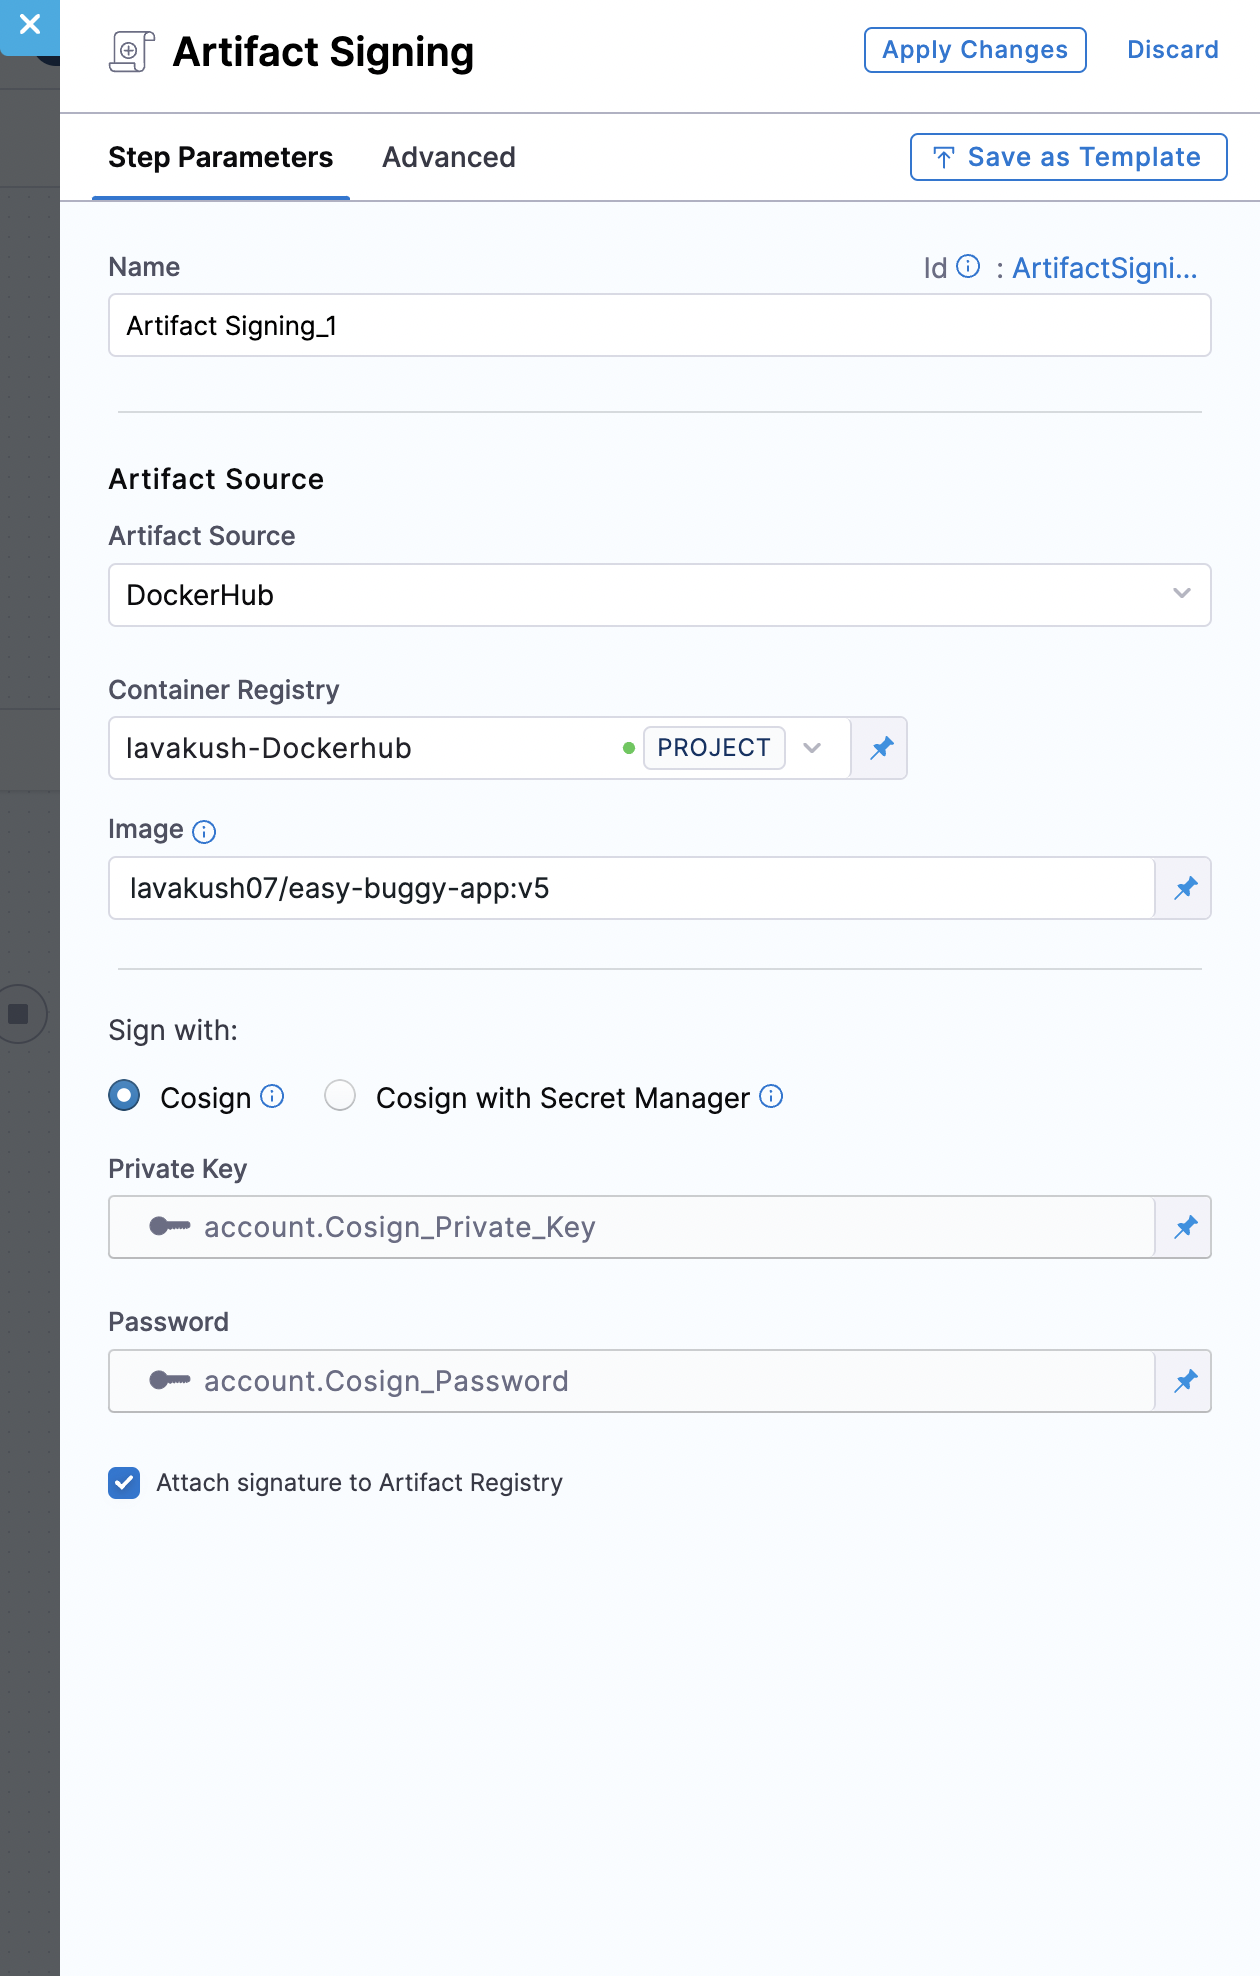 Artifact Signing
Apply Changes
Discard
Step Parameters
Advanced
Save as Template
Name
Id : ArtifactSigni...
Artifact Signing_1
Artifact Source
Artifact Source
DockerHub
Container Registry
lavakush-Dockerhub
PROJECT
Image
lavakush07/easy-buggy-app:v5
Sign with:
Cosign
Cosign with Secret Manager
Private Key
account.Cosign_Private_Key
Password
account.Cosign_Password
Attach signature to Artifact Registry